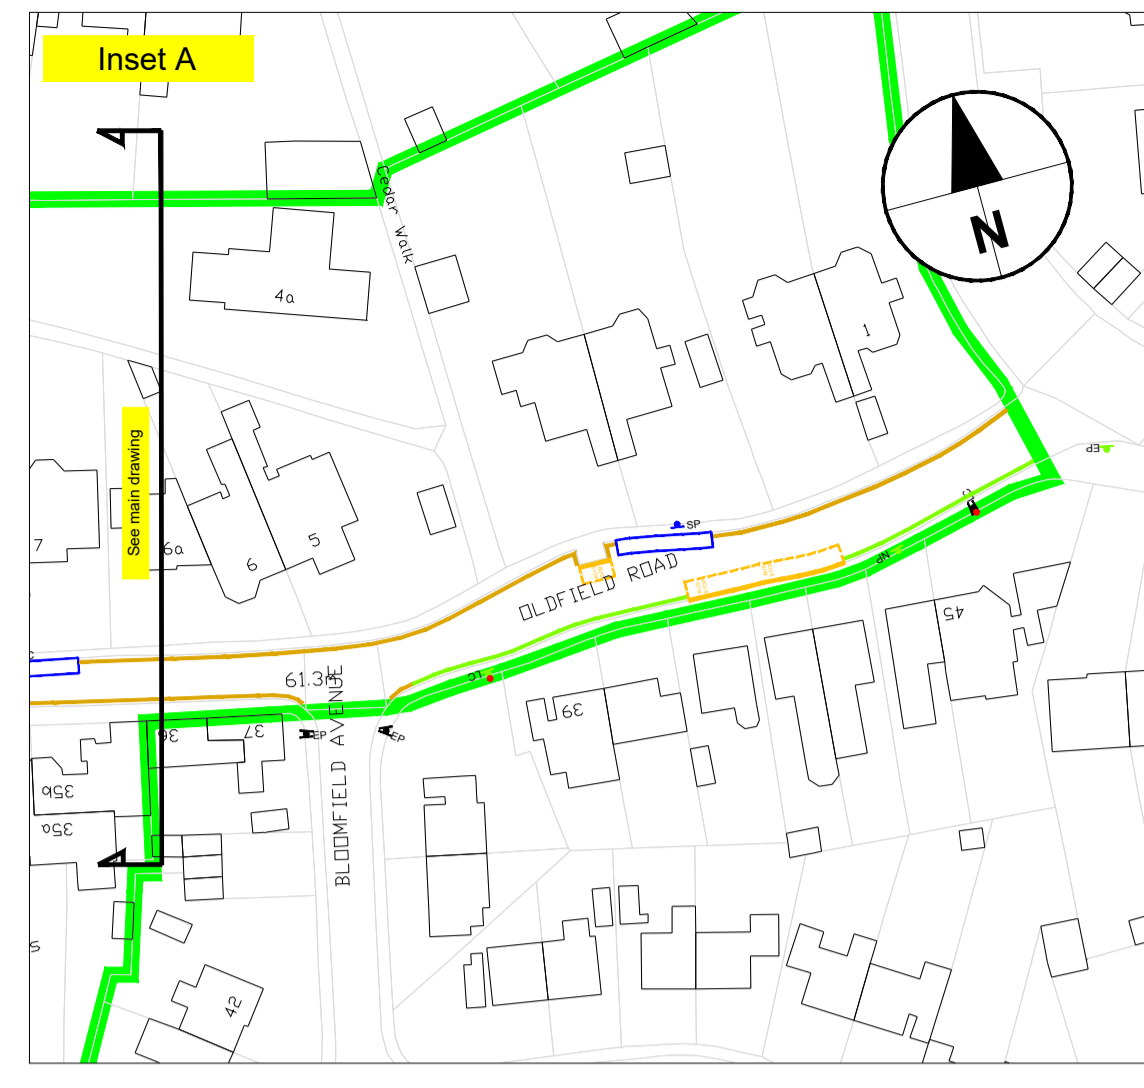 Inset A
Cedar Walk
4a
1
N
See main drawing
7
6a
6
5
EP
SP
OLDFIELD ROAD
NP
45
LC
61.3m
BLOOMFIELD AVENUE
39
36
37
EP
EP
35b
35a
42